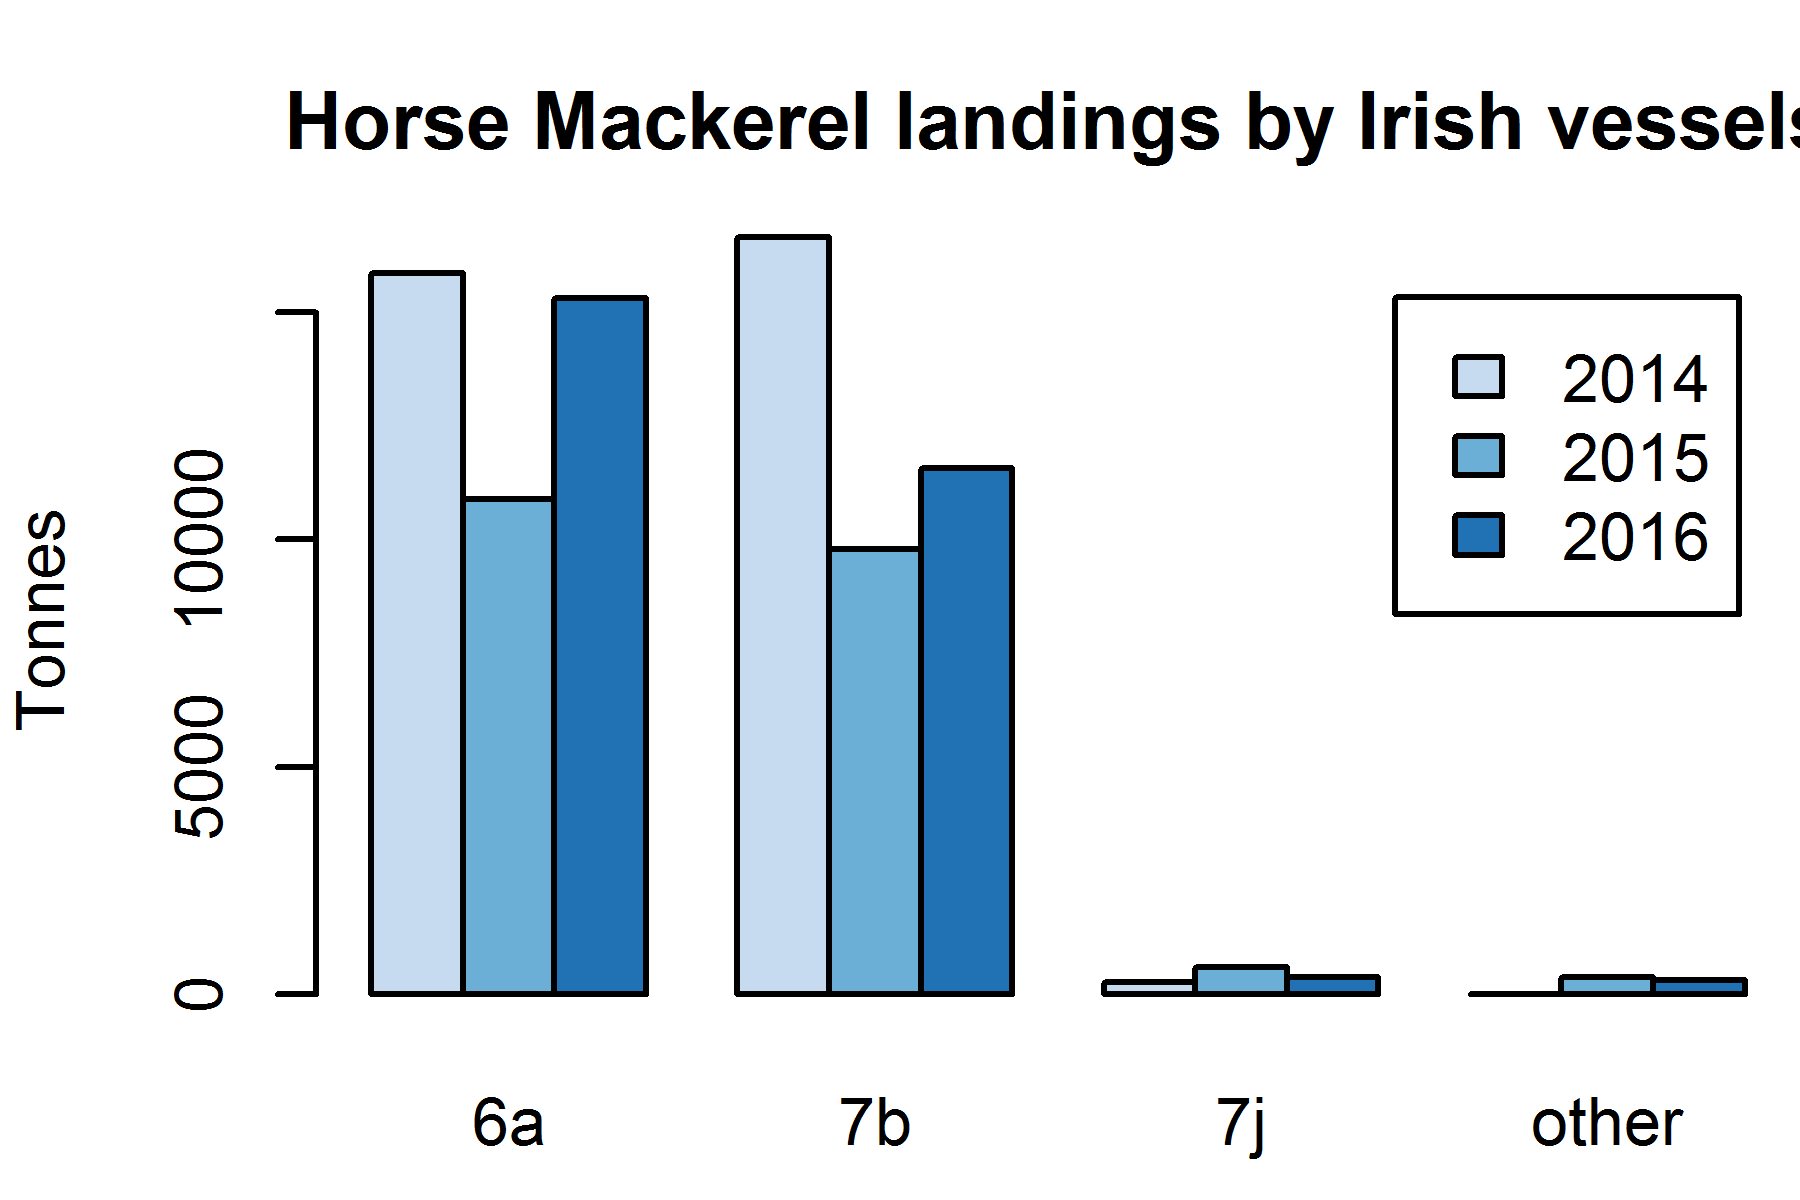 Horse Mackerel landings by Irish vessels
Tonnes
10000
5000
0
2014
2015
2016
6a
7b
7j
other